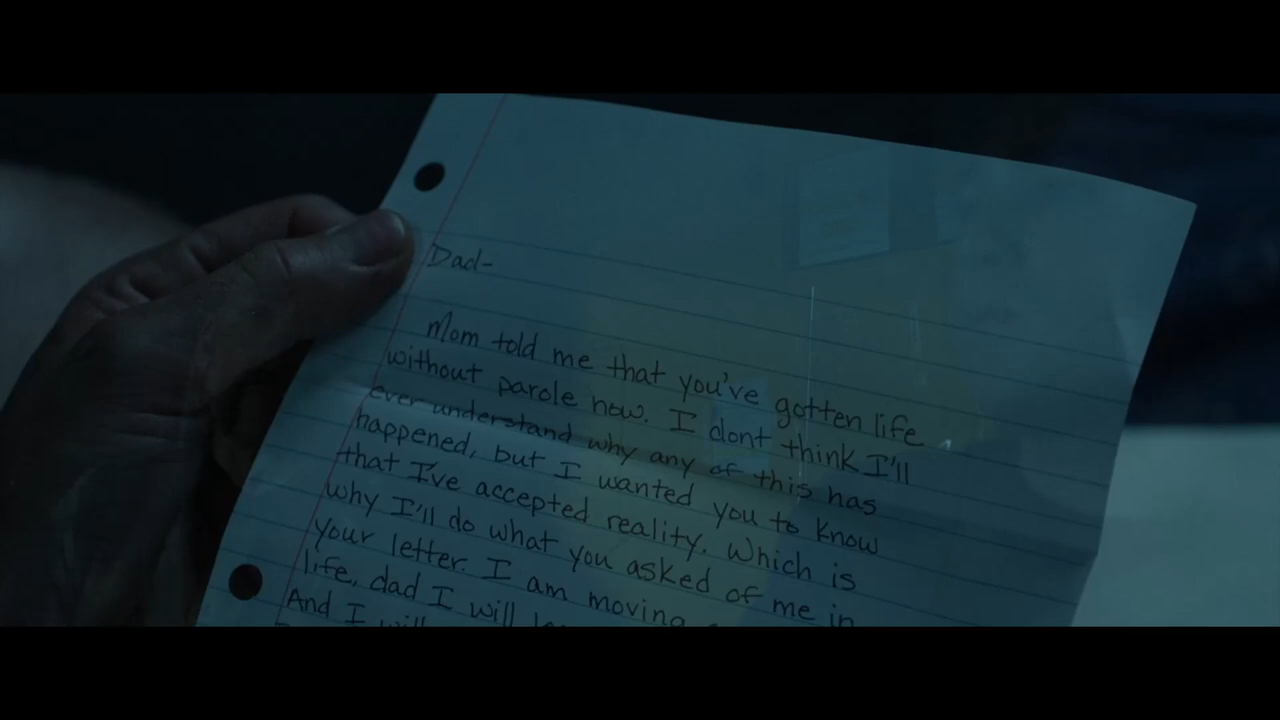 Dad-
Mom told me that you've gotten life
without parole now. I dont think I'll
ever understand why any of this has
happened, but I wanted you to know
that I've accepted reality. Which is
why I'll do what you asked of me in
your letter. I am moving
life, dad I will
And I will